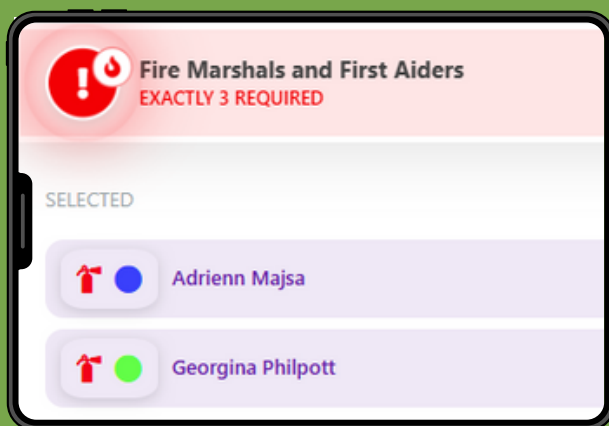 Fire Marshals and First Aiders
EXACTLY 3 REQUIRED
SELECTED
Adrienn Majsa
Georgina Philpott